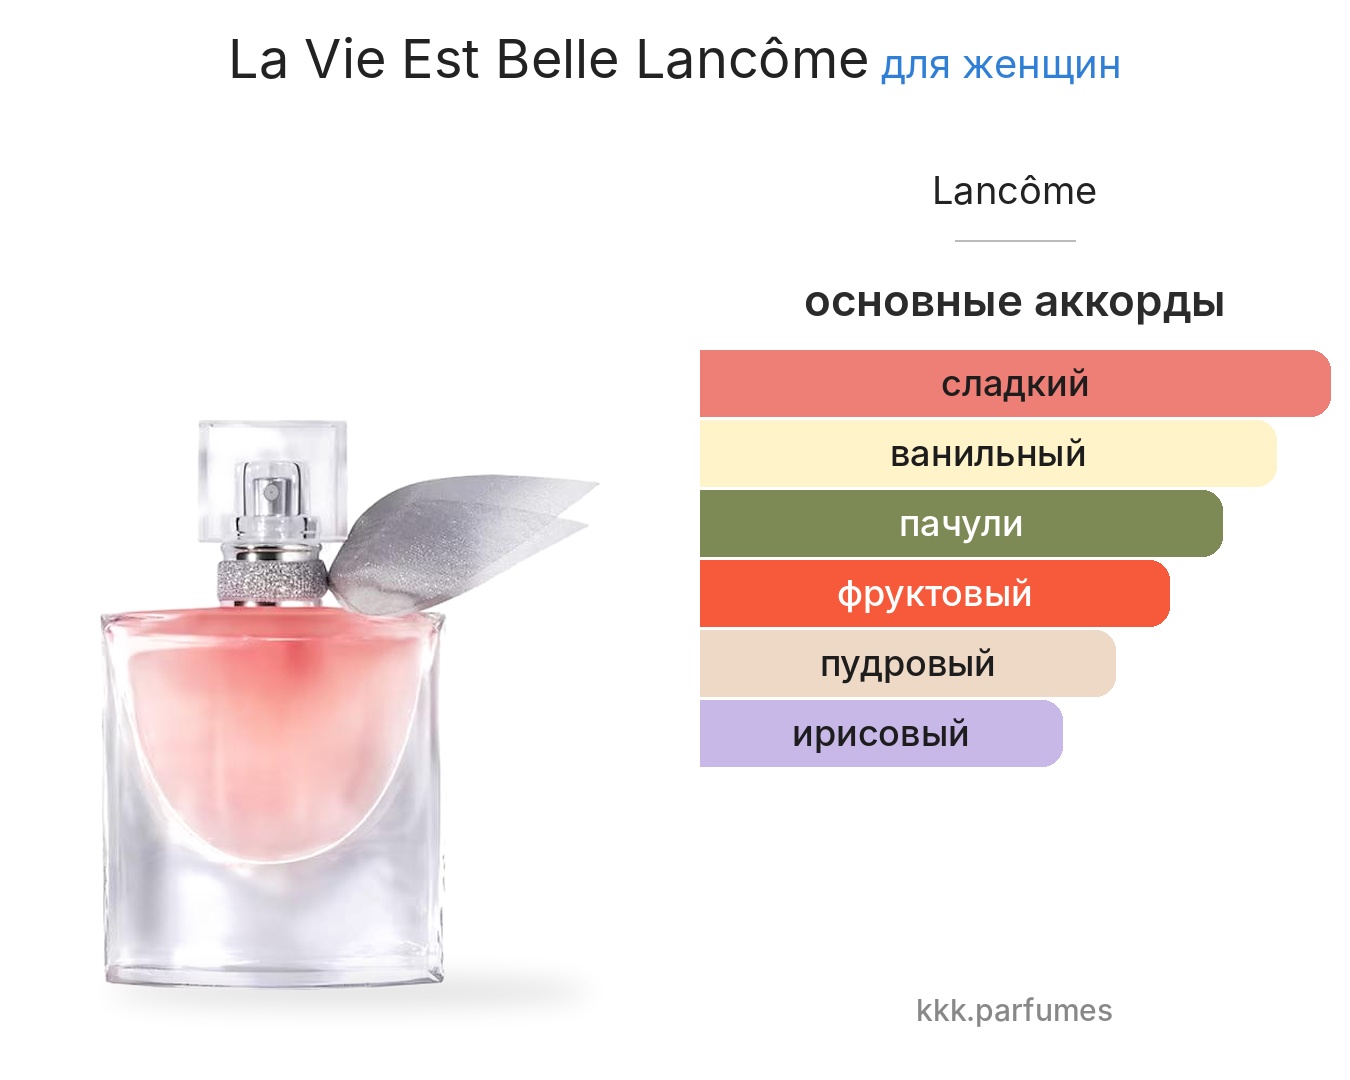 La Vie Est Belle Lancôme для женщин
Lancôme
основные аккорды
сладкий
ванильный
пачули
фруктовый
пудровый
ирисовый
kkk.parfumes